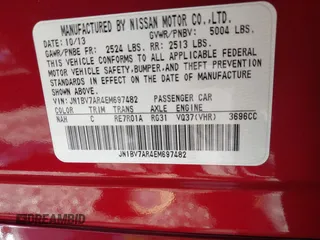 MANUFACTURED BY NISSAN MOTOR CO.,LTD.
10/13 GVWR/PNBV: 5004 LBS.
GAWR/PNBE FR: 2524 LBS. RR: 2513 LBS.
THIS VEHICLE CONFORMS TO ALL APPLICABLE FEDERAL
MOTOR VEHICLE SAFETY,BUMPER,AND THEFT PREVENTION
STANDARDS IN EFFECT ON THE DATE OF MANUFACTURE
SHOWN ABOVE.
VIN: JN1BV7AR4EM697482 PASSENGER CAR
COLOR TRIM TRANS AXLE ENGINE
NAH C RE7R01A RG31 VQ37(VHR) 3696CC
JN1BV7AR4EM697482